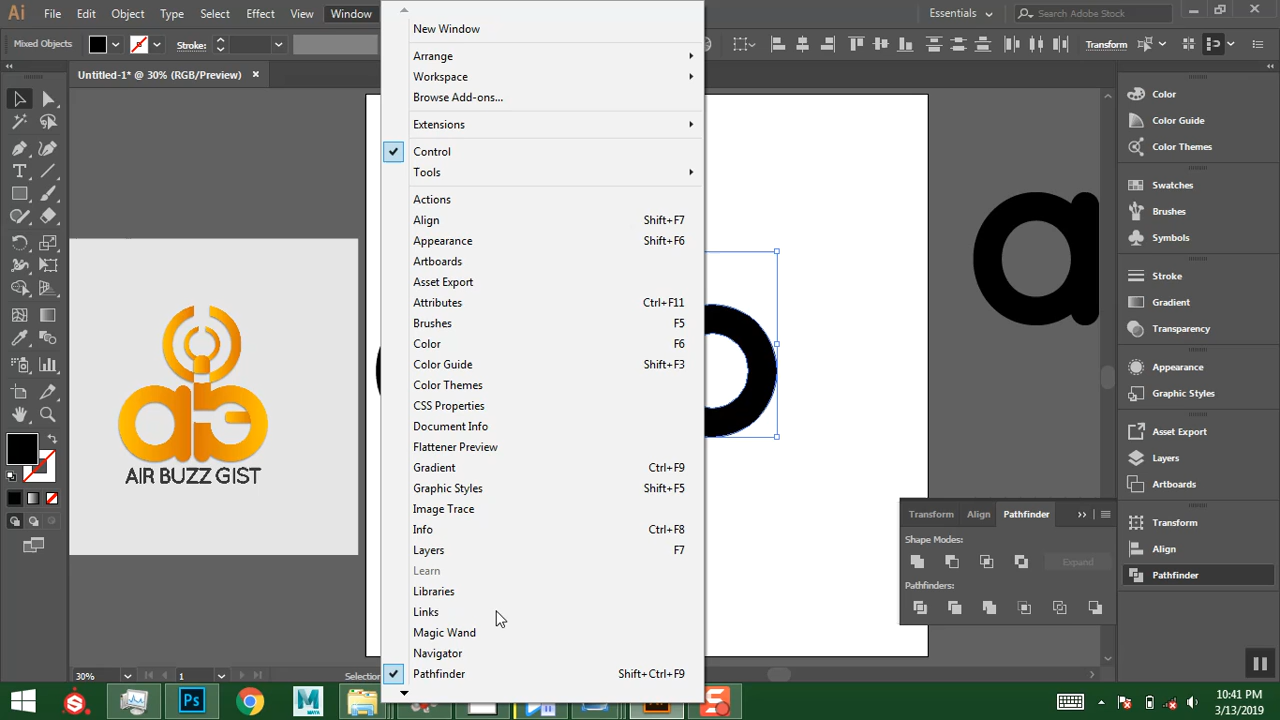 Ai File Edit Object Type Select Effect View Window Essentials Search Adobe Stock
Mixed Objects Stroke: Transform
Untitled-1* @ 30% (RGB/Preview)
New Window
Arrange
Workspace
Browse Add-ons...
Extensions
Control
Tools
Actions
Align Shift+F7
Appearance Shift+F6
Artboards
Asset Export
Attributes Ctrl+F11
Brushes F5
Color F6
Color Guide Shift+F3
Color Themes
CSS Properties
Document Info
Flattener Preview
Gradient Ctrl+F9
Graphic Styles Shift+F5
Image Trace
Info Ctrl+F8
Layers F7
Learn
Libraries
Links
Magic Wand
Navigator
Pathfinder Shift+Ctrl+F9
AIR BUZZ GIST
a
Color
Color Guide
Color Themes
Swatches
Brushes
Symbols
Stroke
Gradient
Transparency
Appearance
Graphic Styles
Asset Export
Layers
Artboards
Transform
Align
Pathfinder
Transform Align Pathfinder
Shape Modes:
Expand
Pathfinders:
30% 1 Selection
Ps
MAYA
10:41 PM
3/13/2019